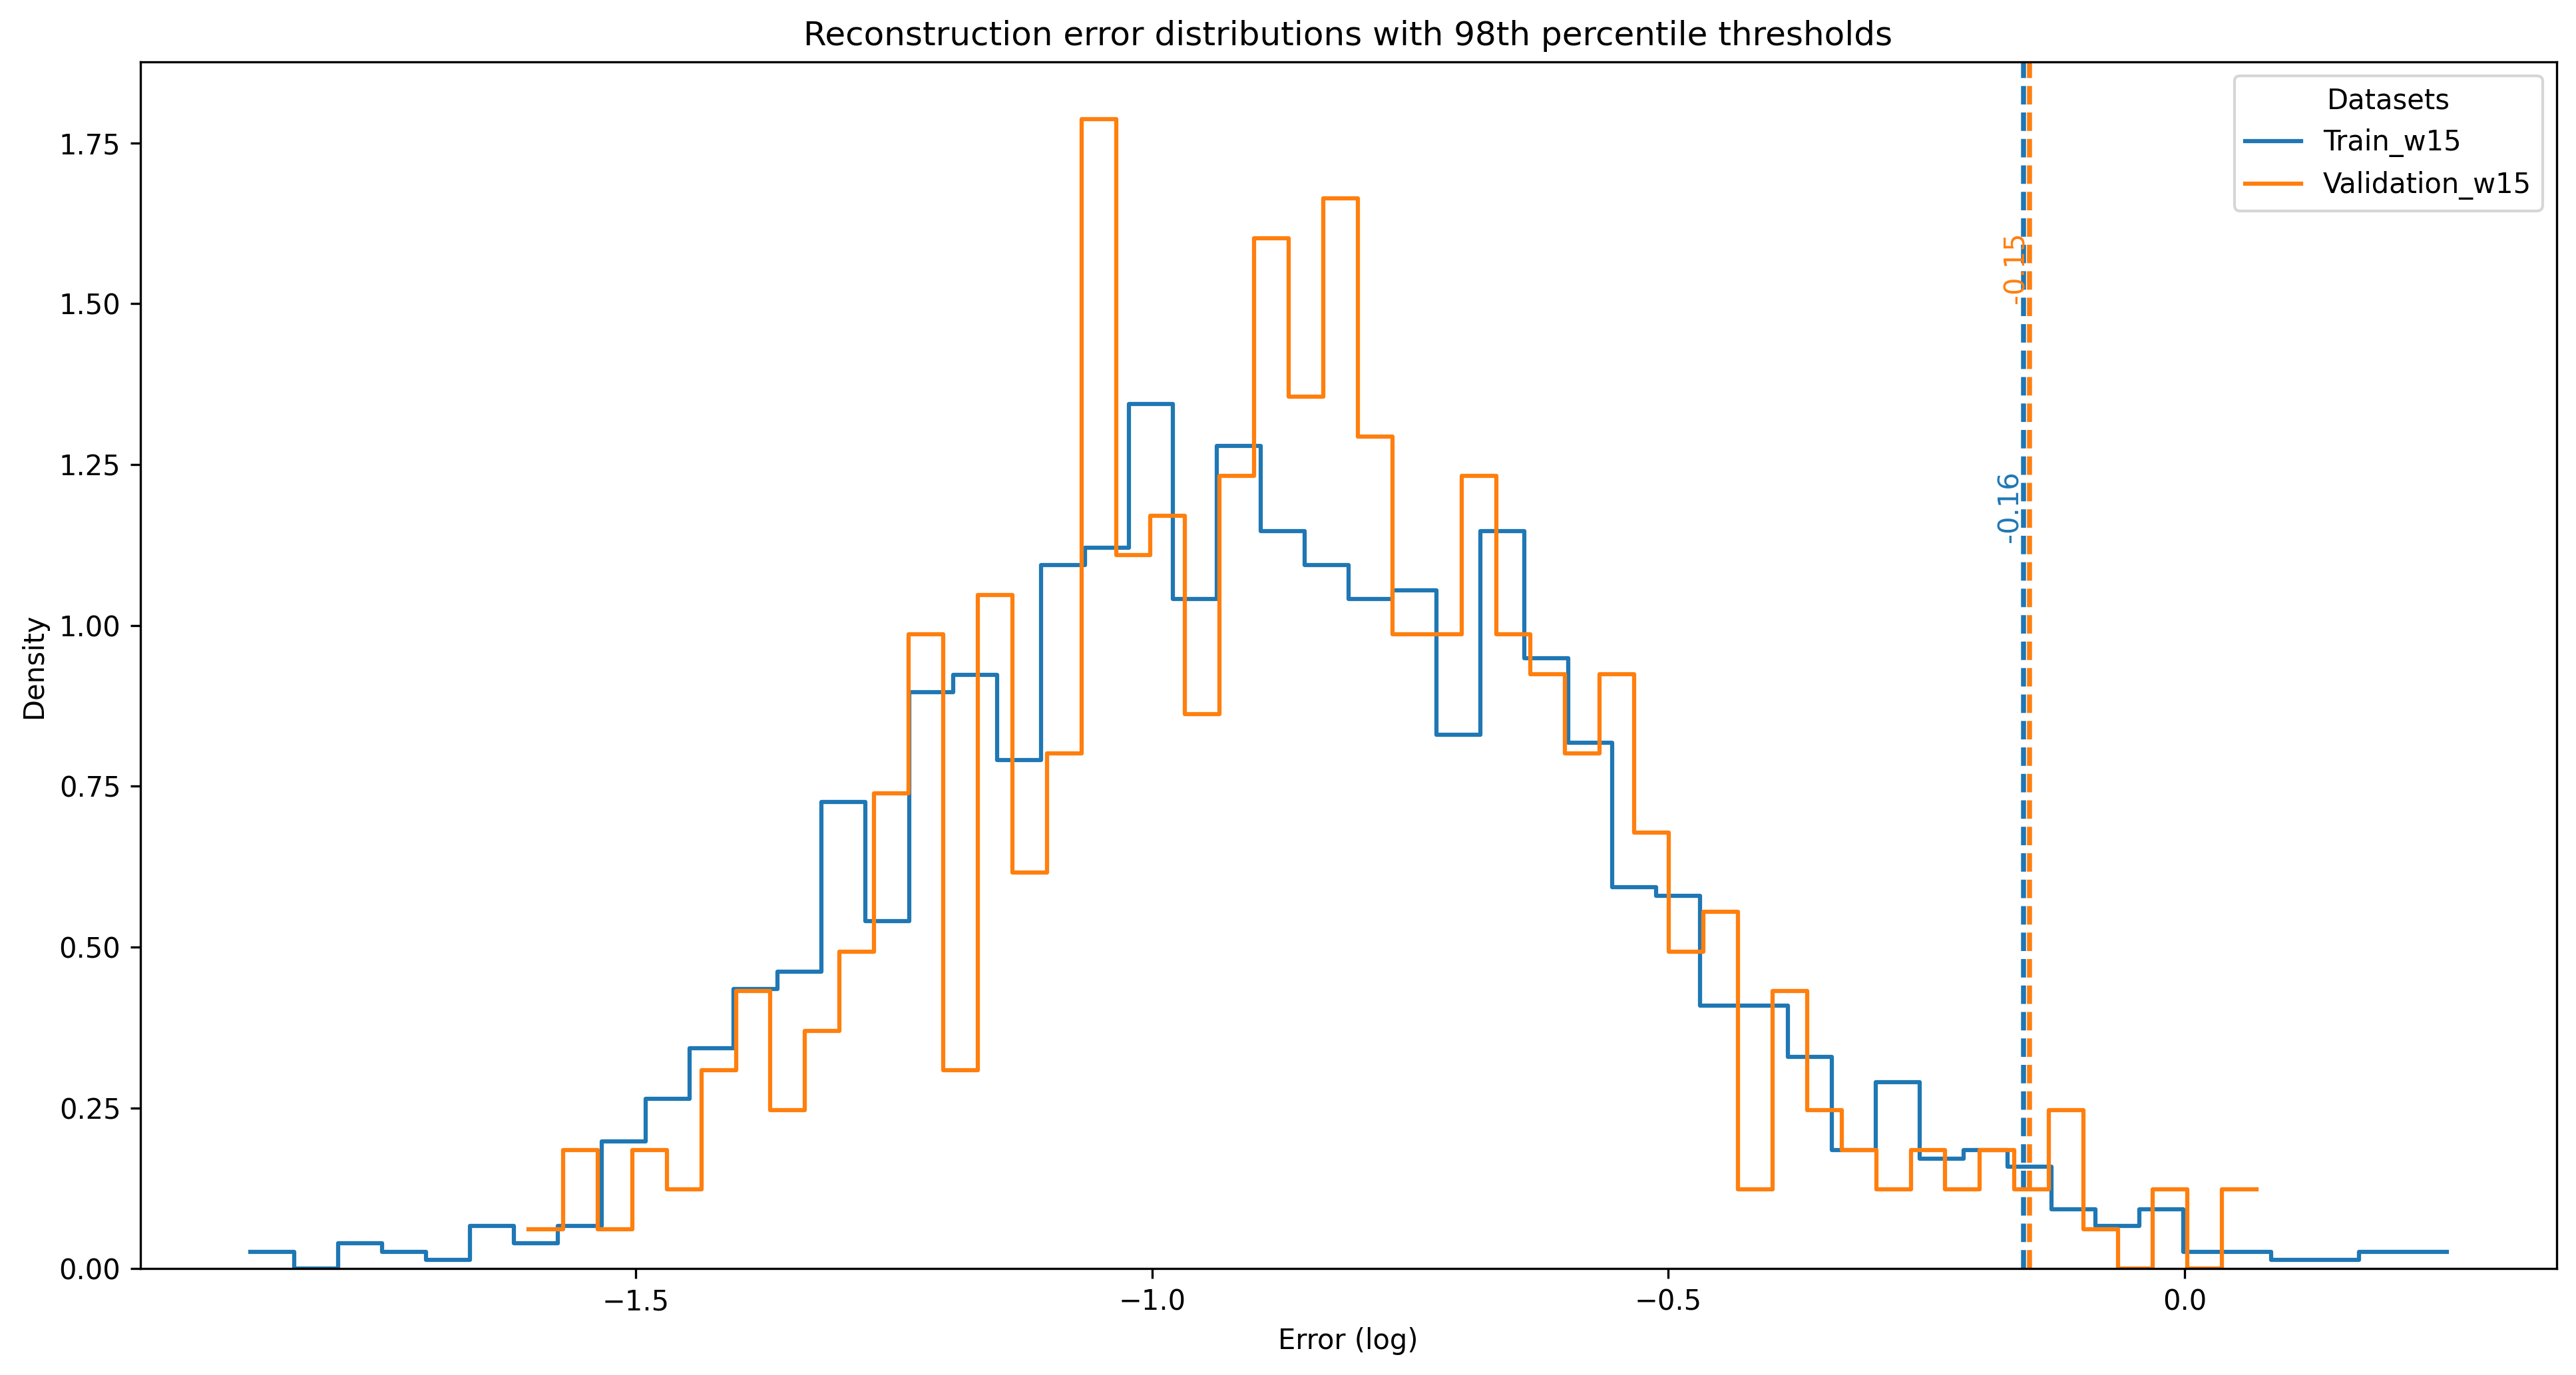 Reconstruction error distributions with 98th percentile thresholds
Datasets
Train_w15
Validation_w15
-0.15
-0.16
Density
1.75
1.50
1.25
1.00
0.75
0.50
0.25
0.00
−1.5
−1.0
−0.5
0.0
Error (log)